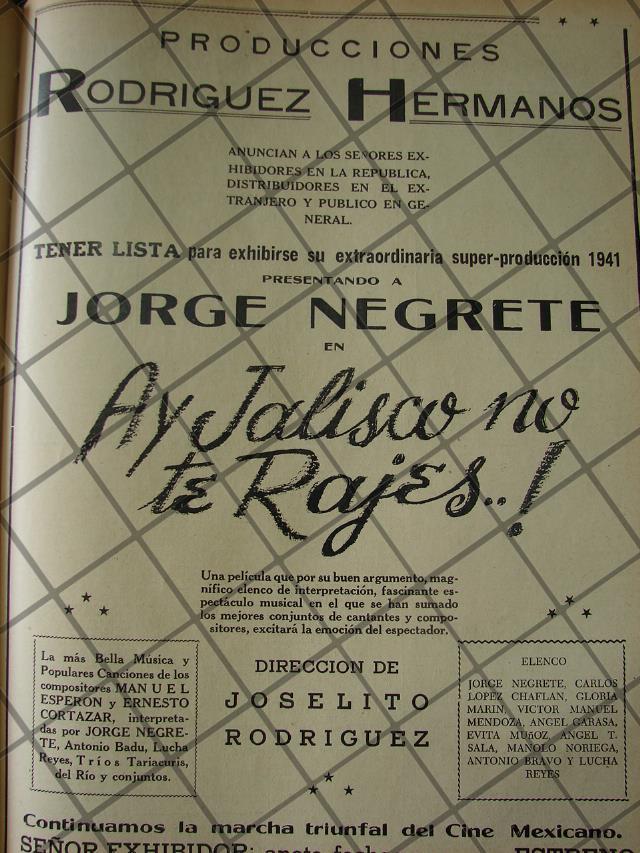 PRODUCCIONES
RODRIGUEZ HERMANOS
ANUNCIAN A LOS SEÑORES EX-
HIBIDORES EN LA REPUBLICA,
DISTRIBUIDORES EN EL EX-
TRANJERO Y PUBLICO EN GE-
NERAL.
TENER LISTA para exhibirse su extraordinaria super-producción 1941
PRESENTANDO A
JORGE NEGRETE
EN
Ay Jalisco no
te Rajes..!
Una película que por su buen argumento, mag-
nífico elenco de interpretación, fascinante es-
pectáculo musical en el que se han sumado
los mejores conjuntos de cantantes y compo-
sitores, excitará la emoción del espectador.
La más Bella Música y
Populares Canciones de los
compositores MANUEL
ESPERON y ERNESTO
CORTAZAR, interpreta-
das por JORGE NEGRE-
TE, Antonio Badu, Lucha
Reyes, Tríos Tariacuris,
del Río y conjuntos.
DIRECCION DE
JOSELITO
RODRIGUEZ
ELENCO
JORGE NEGRETE, CARLOS
LOPEZ CHAFLAN, GLORIA
MARIN, VICTOR MANUEL
MENDOZA, ANGEL GARASA,
EVITA MUÑOZ, ANGEL T.
SALA, MANOLO NORIEGA,
ANTONIO BRAVO Y LUCHA
REYES
Continuamos la marcha triunfal del Cine Mexicano.
SEÑOR EXHIBIDOR: anote fecha ESTRENO